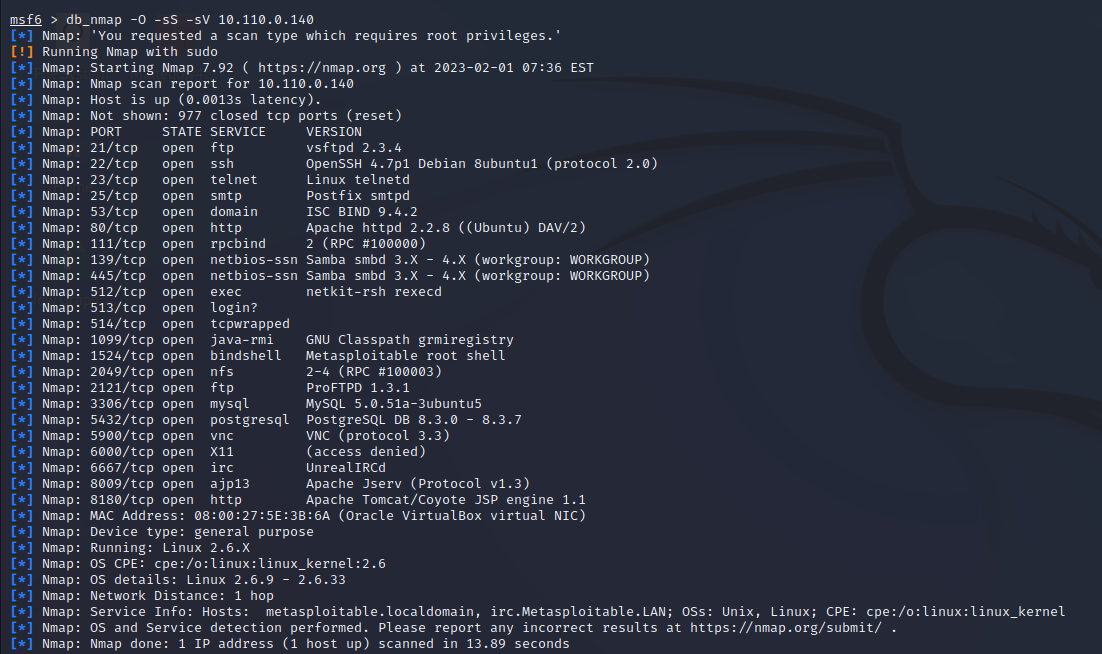 msf6 > db_nmap -O -sS -sV 10.110.0.140
[*] Nmap: 'You requested a scan type which requires root privileges.'
[!] Running Nmap with sudo
[*] Nmap: Starting Nmap 7.92 ( https://nmap.org ) at 2023-02-01 07:36 EST
[*] Nmap: Nmap scan report for 10.110.0.140
[*] Nmap: Host is up (0.0013s latency).
[*] Nmap: Not shown: 977 closed tcp ports (reset)
[*] Nmap: PORT     STATE SERVICE     VERSION
[*] Nmap: 21/tcp   open  ftp         vsftpd 2.3.4
[*] Nmap: 22/tcp   open  ssh         OpenSSH 4.7p1 Debian 8ubuntu1 (protocol 2.0)
[*] Nmap: 23/tcp   open  telnet      Linux telnetd
[*] Nmap: 25/tcp   open  smtp        Postfix smtpd
[*] Nmap: 53/tcp   open  domain      ISC BIND 9.4.2
[*] Nmap: 80/tcp   open  http        Apache httpd 2.2.8 ((Ubuntu) DAV/2)
[*] Nmap: 111/tcp  open  rpcbind     2 (RPC #100000)
[*] Nmap: 139/tcp  open  netbios-ssn Samba smbd 3.X - 4.X (workgroup: WORKGROUP)
[*] Nmap: 445/tcp  open  netbios-ssn Samba smbd 3.X - 4.X (workgroup: WORKGROUP)
[*] Nmap: 512/tcp  open  exec        netkit-rsh rexecd
[*] Nmap: 513/tcp  open  login?
[*] Nmap: 514/tcp  open  tcpwrapped
[*] Nmap: 1099/tcp open  java-rmi    GNU Classpath grmiregistry
[*] Nmap: 1524/tcp open  bindshell   Metasploitable root shell
[*] Nmap: 2049/tcp open  nfs         2-4 (RPC #100003)
[*] Nmap: 2121/tcp open  ftp         ProFTPD 1.3.1
[*] Nmap: 3306/tcp open  mysql       MySQL 5.0.51a-3ubuntu5
[*] Nmap: 5432/tcp open  postgresql  PostgreSQL DB 8.3.0 - 8.3.7
[*] Nmap: 5900/tcp open  vnc         VNC (protocol 3.3)
[*] Nmap: 6000/tcp open  X11         (access denied)
[*] Nmap: 6667/tcp open  irc         UnrealIRCd
[*] Nmap: 8009/tcp open  ajp13       Apache Jserv (Protocol v1.3)
[*] Nmap: 8180/tcp open  http        Apache Tomcat/Coyote JSP engine 1.1
[*] Nmap: MAC Address: 08:00:27:5E:3B:6A (Oracle VirtualBox virtual NIC)
[*] Nmap: Device type: general purpose
[*] Nmap: Running: Linux 2.6.X
[*] Nmap: OS CPE: cpe:/o:linux:linux_kernel:2.6
[*] Nmap: OS details: Linux 2.6.9 - 2.6.33
[*] Nmap: Network Distance: 1 hop
[*] Nmap: Service Info: Hosts:  metasploitable.localdomain, irc.Metasploitable.LAN; OSs: Unix, Linux; CPE: cpe:/o:linux:linux_kernel
[*] Nmap: OS and Service detection performed. Please report any incorrect results at https://nmap.org/submit/ .
[*] Nmap: Nmap done: 1 IP address (1 host up) scanned in 13.89 seconds